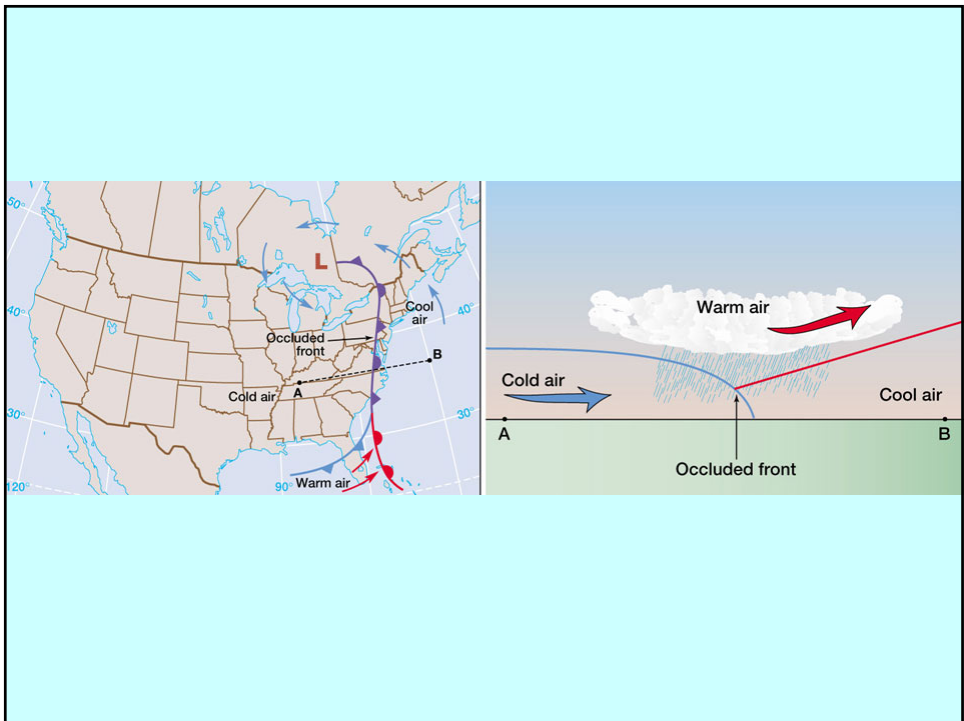 50°
40°
30°
120°
90°
L
Cool
air
40°
Occluded
front
B
A
Cold air
30°
Warm air
Warm air
Cold air
Cool air
A
B
Occluded front